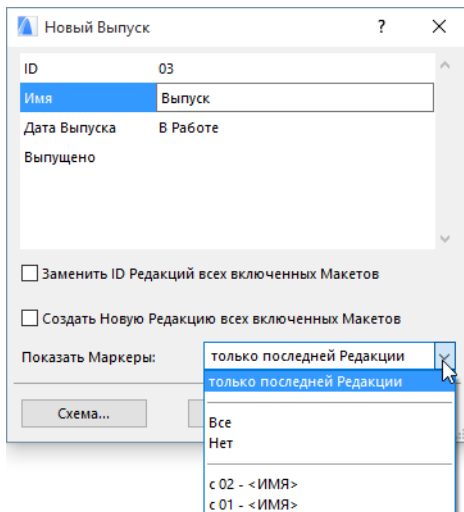 Новый Выпуск ?
ID 03
Имя Выпуск
Дата Выпуска В Работе
Выпущено
Заменить ID Редакций всех включенных Макетов
Создать Новую Редакцию всех включенных Макетов
Показать Маркеры: только последней Редакции
только последней Редакции
Схема...
Все
Нет
с 02 - <ИМЯ>
с 01 - <ИМЯ>